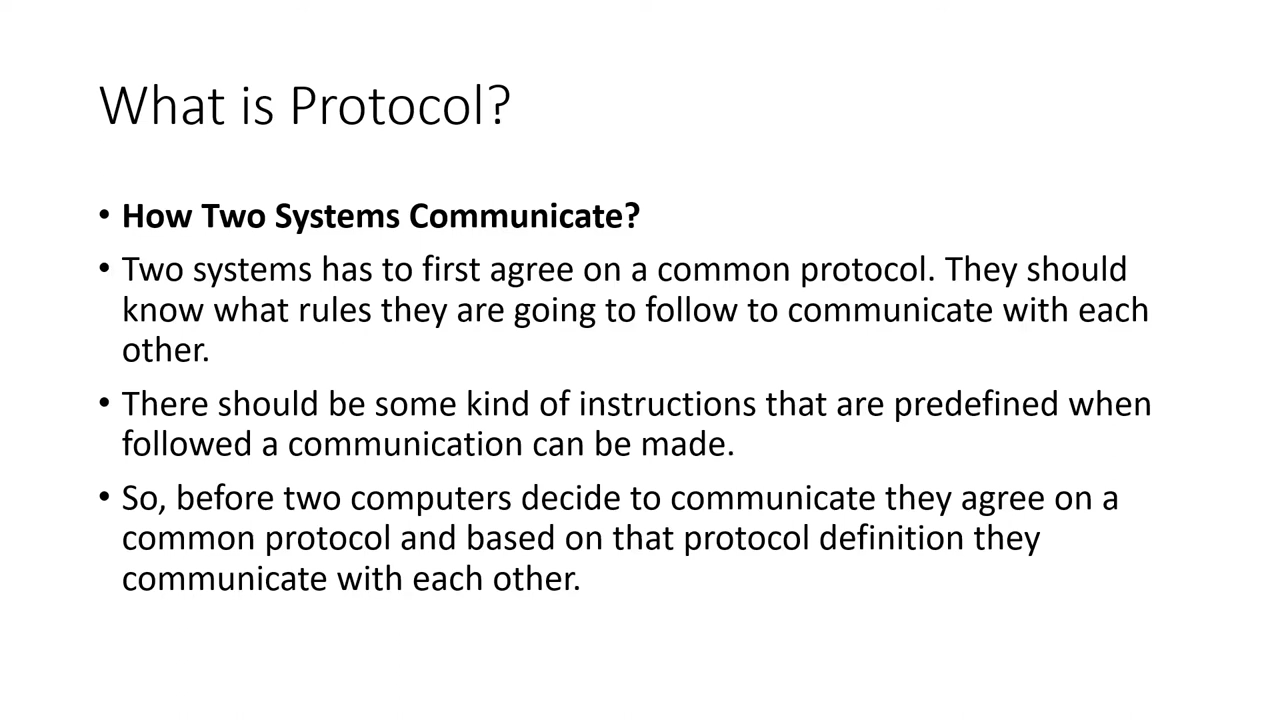 What is Protocol?
• How Two Systems Communicate?
• Two systems has to first agree on a common protocol. They should
know what rules they are going to follow to communicate with each
other.
• There should be some kind of instructions that are predefined when
followed a communication can be made.
• So, before two computers decide to communicate they agree on a
common protocol and based on that protocol definition they
communicate with each other.